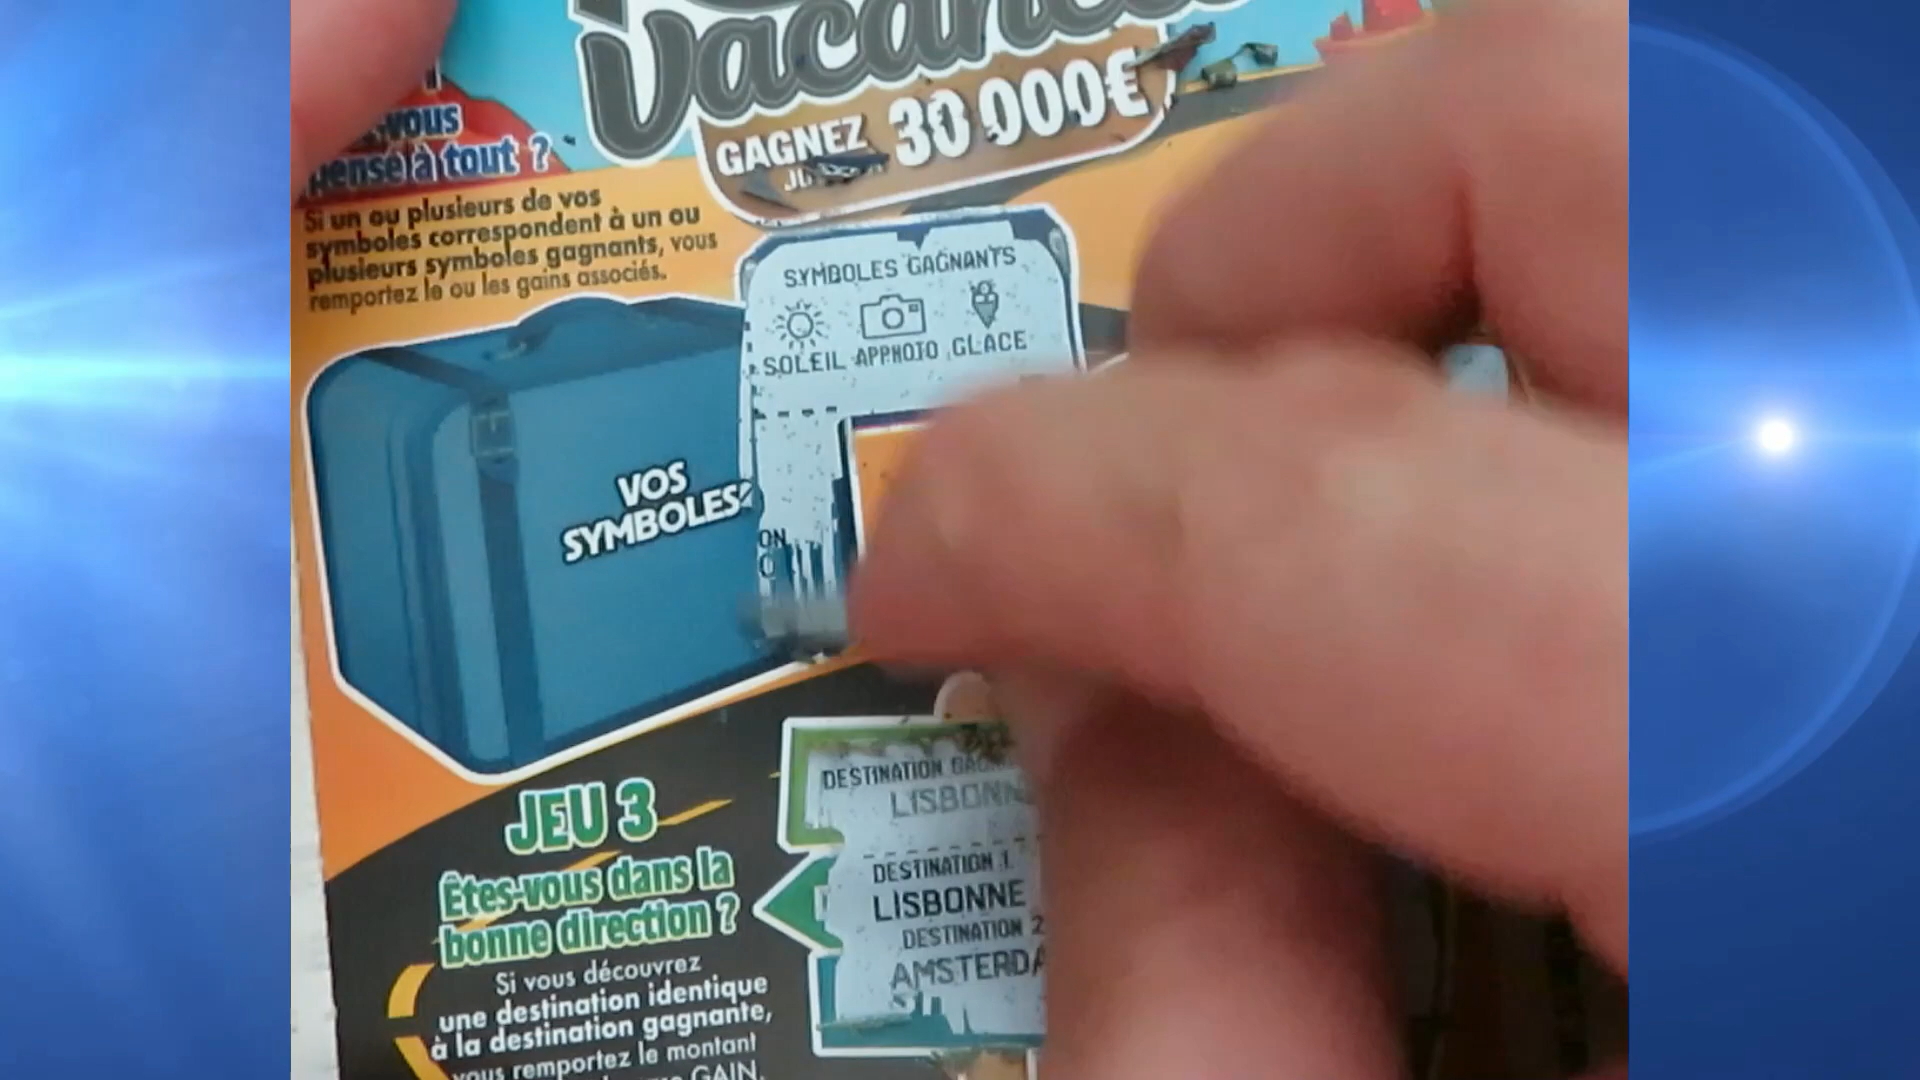 vacances
GAGNEZ 30 000€
vous
pensé à tout ?
Si un ou plusieurs de vos
symboles correspondent à un ou
plusieurs symboles gagnants, vous
remportez le ou les gains associés.
SYMBOLES GAGNANTS
SOLEIL APPHOTO GLACE
VOS
SYMBOLES
ON
JEU 3
Êtes-vous dans la
bonne direction ?
Si vous découvrez
une destination identique
à la destination gagnante,
vous remportez le montant
GAIN.
DESTINATION
LISBONNE
DESTINATION 1
LISBONNE
DESTINATION 2
AMSTERDA